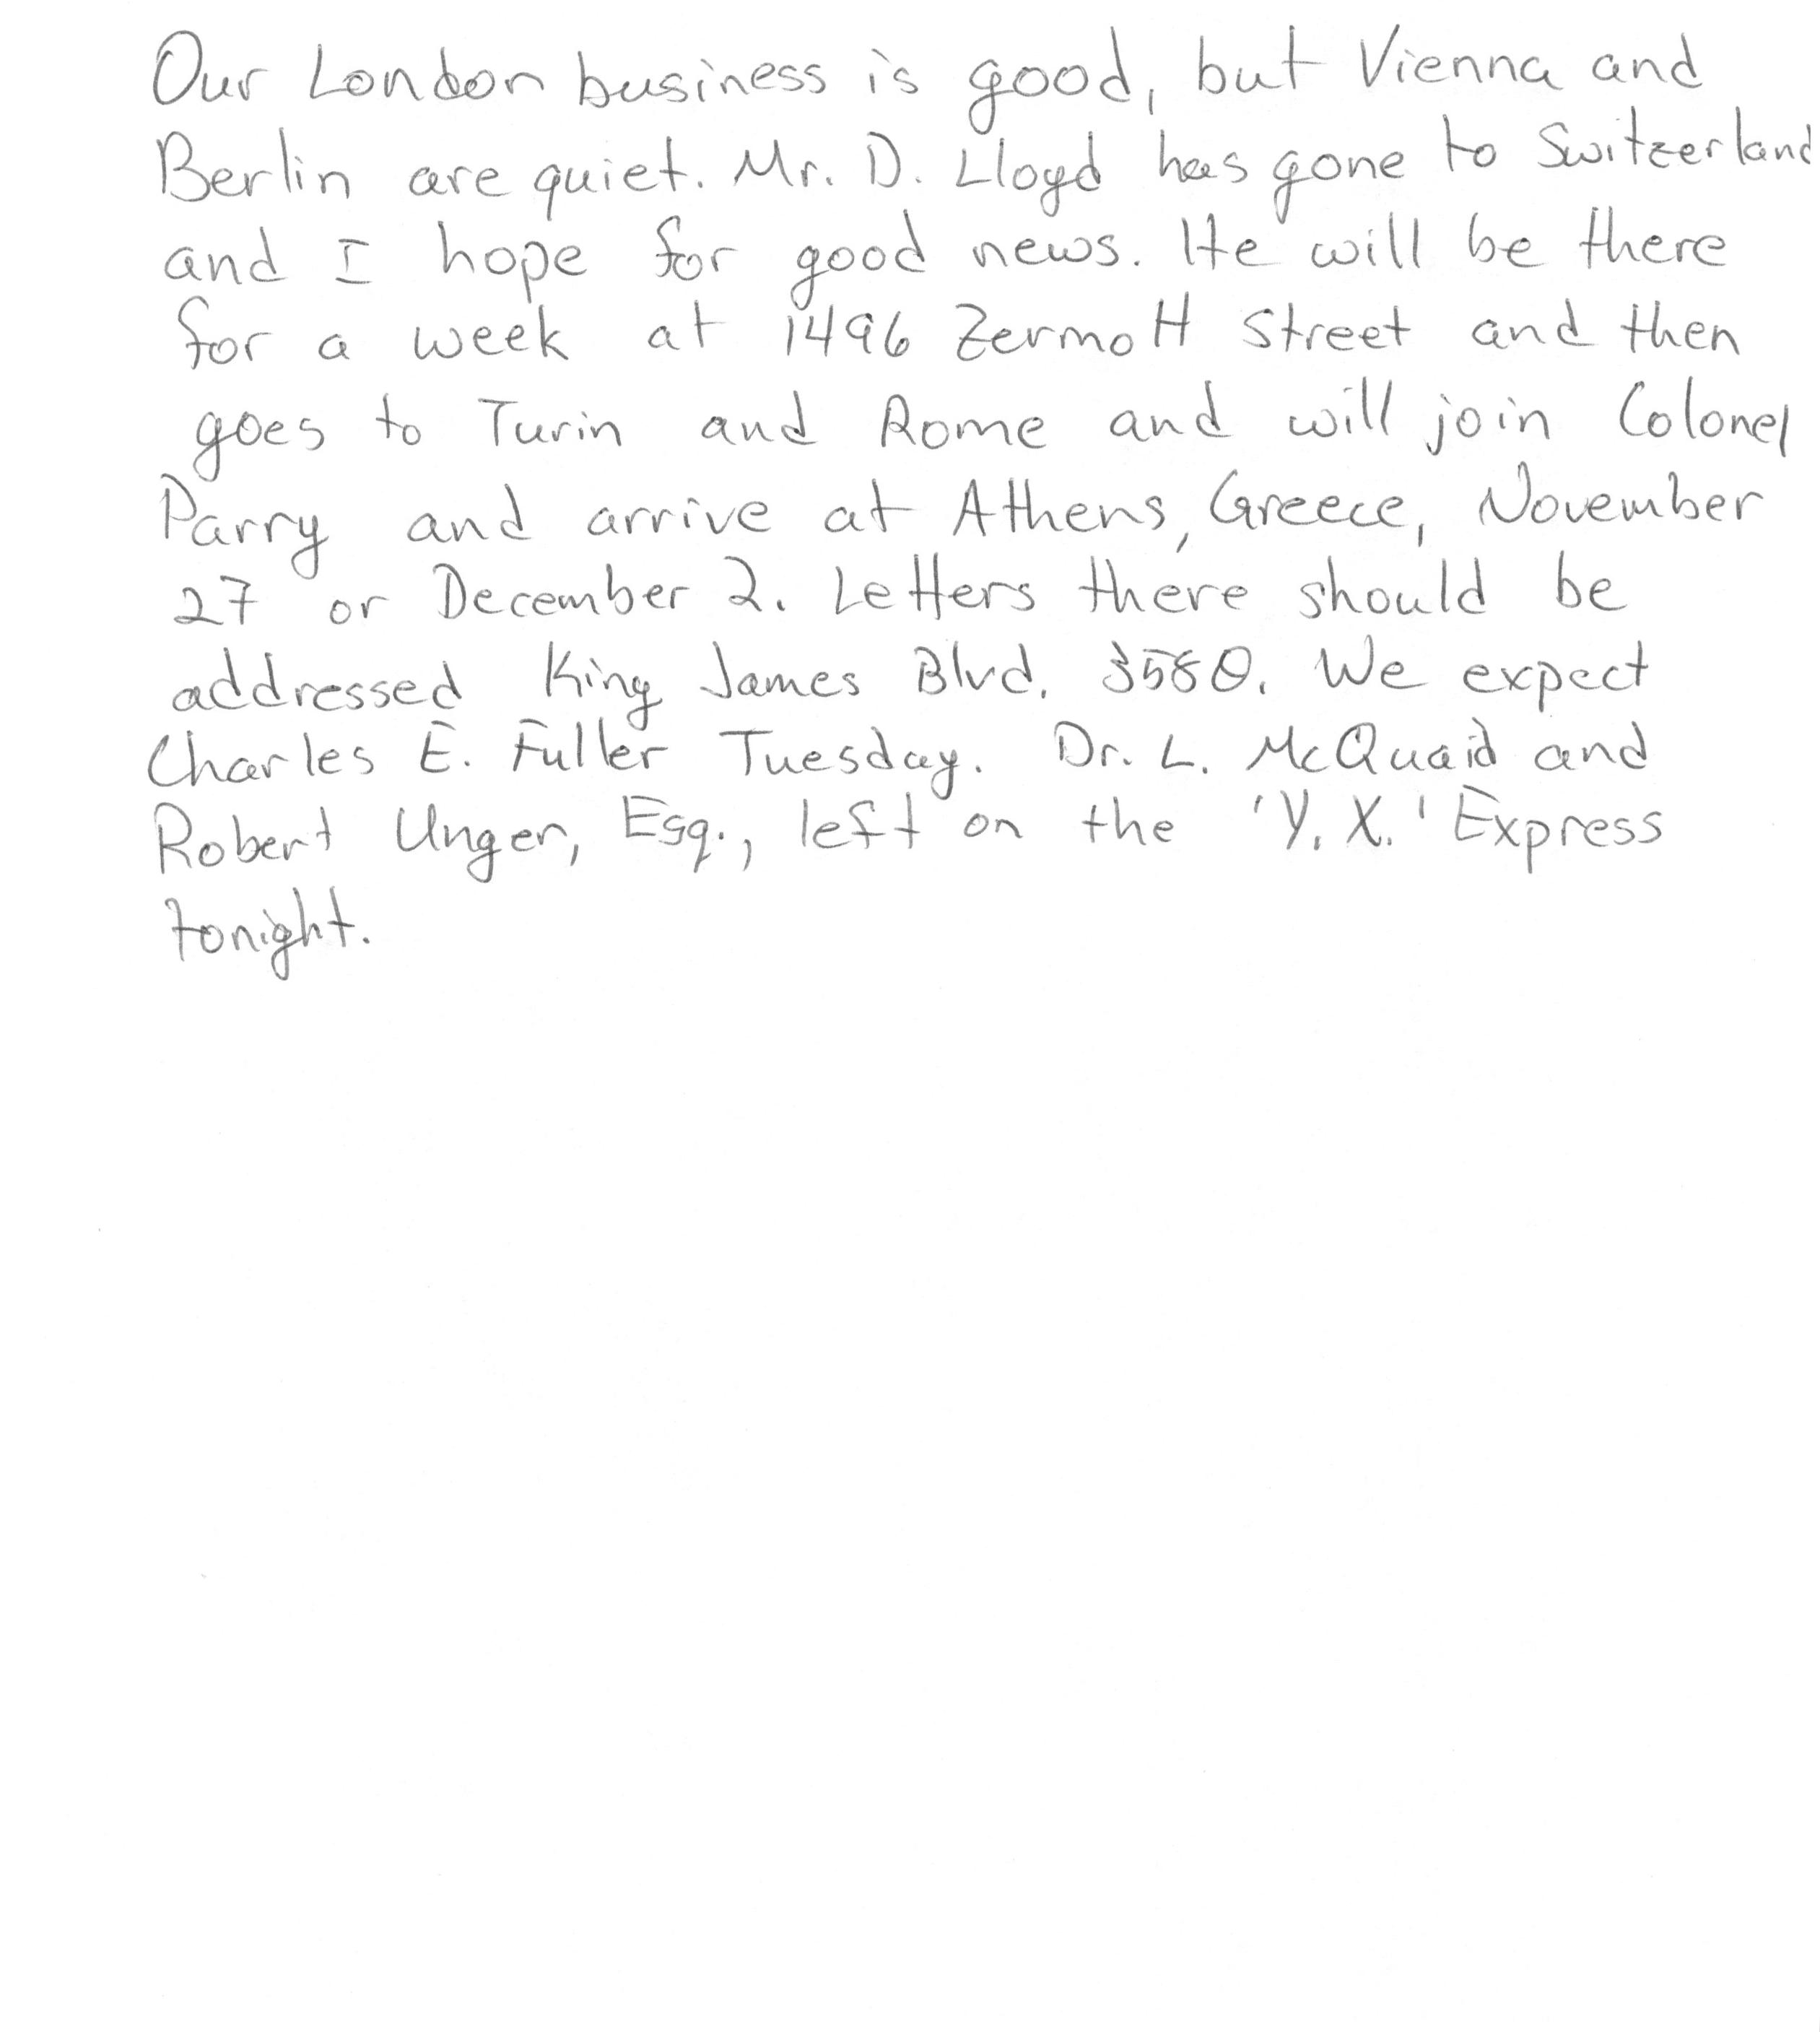 Our London business is good, but Vienna and
Berlin are quiet. Mr. D. Lloyd has gone to Switzerland
and I hope for good news. He will be there
for a week at 1496 Zermott Street and then
goes to Turin and Rome and will join Colonel
Parry and arrive at Athens, Greece, November
27 or December 2. Letters there should be
addressed King James Blvd. 3580. We expect
Charles E. Fuller Tuesday. Dr. L. McQuaid and
Robert Unger, Esq., left on the 'Y. X.' Express
tonight.